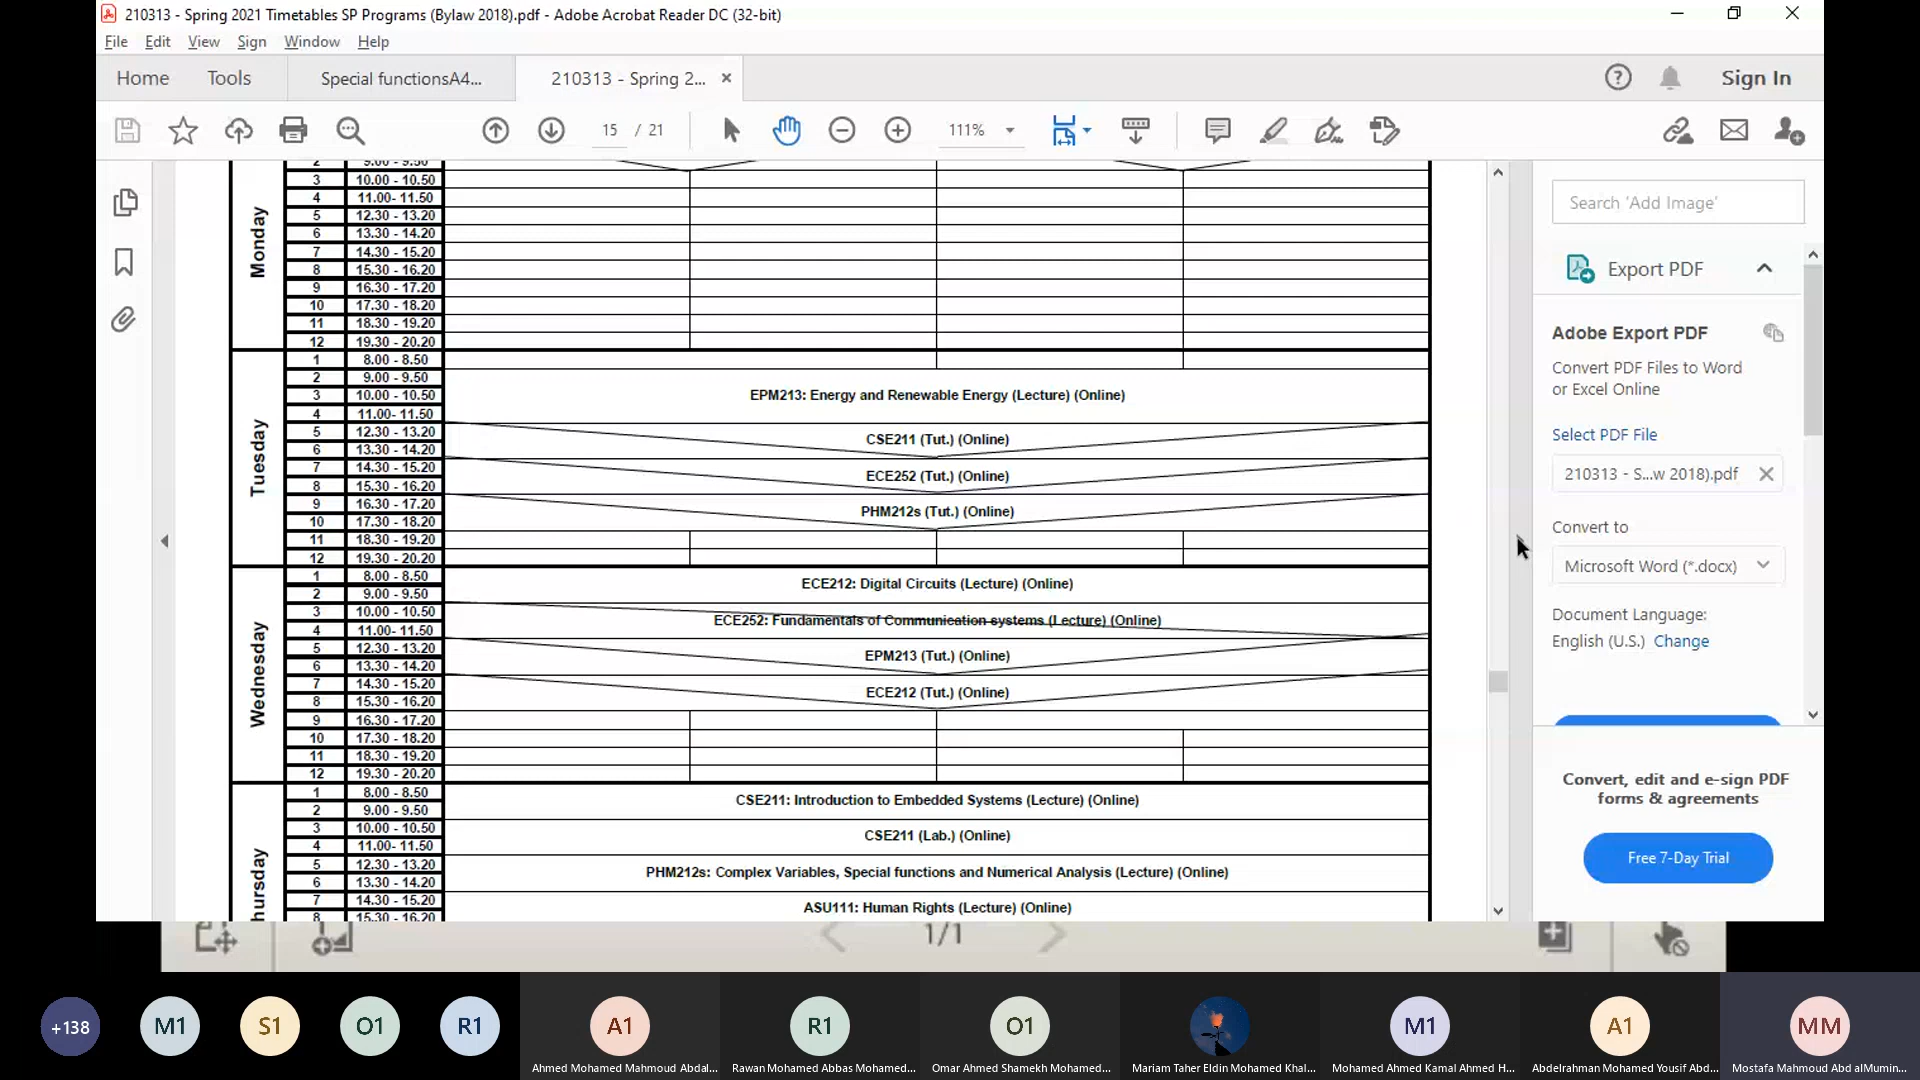 210313 - Spring 2021 Timetables SP Programs (Bylaw 2018).pdf - Adobe Acrobat Reader DC (32-bit)
File Edit View Sign Window Help
Home Tools Special functionsA4... 210313 - Spring 2... Sign In
15 / 21 111%
Monday
2 9.00 - 9.50
3 10.00 - 10.50
4 11.00- 11.50
5 12.30 - 13.20
6 13.30 - 14.20
7 14.30 - 15.20
8 15.30 - 16.20
9 16.30 - 17.20
10 17.30 - 18.20
11 18.30 - 19.20
12 19.30 - 20.20
Tuesday
1 8.00 - 8.50
2 9.00 - 9.50
3 10.00 - 10.50
4 11.00- 11.50
EPM213: Energy and Renewable Energy (Lecture) (Online)
5 12.30 - 13.20
6 13.30 - 14.20
CSE211 (Tut.) (Online)
7 14.30 - 15.20
8 15.30 - 16.20
ECE252 (Tut.) (Online)
9 16.30 - 17.20
10 17.30 - 18.20
PHM212s (Tut.) (Online)
11 18.30 - 19.20
12 19.30 - 20.20
Wednesday
1 8.00 - 8.50
2 9.00 - 9.50
ECE212: Digital Circuits (Lecture) (Online)
3 10.00 - 10.50
4 11.00- 11.50
ECE252: Fundamentals of Communication systems (Lecture) (Online)
5 12.30 - 13.20
6 13.30 - 14.20
EPM213 (Tut.) (Online)
7 14.30 - 15.20
8 15.30 - 16.20
ECE212 (Tut.) (Online)
9 16.30 - 17.20
10 17.30 - 18.20
11 18.30 - 19.20
12 19.30 - 20.20
hursday
1 8.00 - 8.50
2 9.00 - 9.50
CSE211: Introduction to Embedded Systems (Lecture) (Online)
3 10.00 - 10.50
4 11.00- 11.50
CSE211 (Lab.) (Online)
5 12.30 - 13.20
6 13.30 - 14.20
PHM212s: Complex Variables, Special functions and Numerical Analysis (Lecture) (Online)
7 14.30 - 15.20
8 15.30 - 16.20
ASU111: Human Rights (Lecture) (Online)
Search 'Add Image'
Export PDF
Adobe Export PDF
Convert PDF Files to Word
or Excel Online
Select PDF File
210313 - S...w 2018).pdf
Convert to
Microsoft Word (*.docx)
Document Language:
English (U.S.) Change
Convert, edit and e-sign PDF
forms & agreements
Free 7-Day Trial
1/1
+138 M1 S1 O1 R1 A1 R1 O1 M1 A1 MM
Ahmed Mohamed Mahmoud Abdal...
Rawan Mohamed Abbas Mohamed...
Omar Ahmed Shamekh Mohamed...
Mariam Taher Eldin Mohamed Khal...
Mohamed Ahmed Kamal Ahmed H...
Abdelrahman Mohamed Yousif Abd...
Mostafa Mahmoud Abd alMumin...